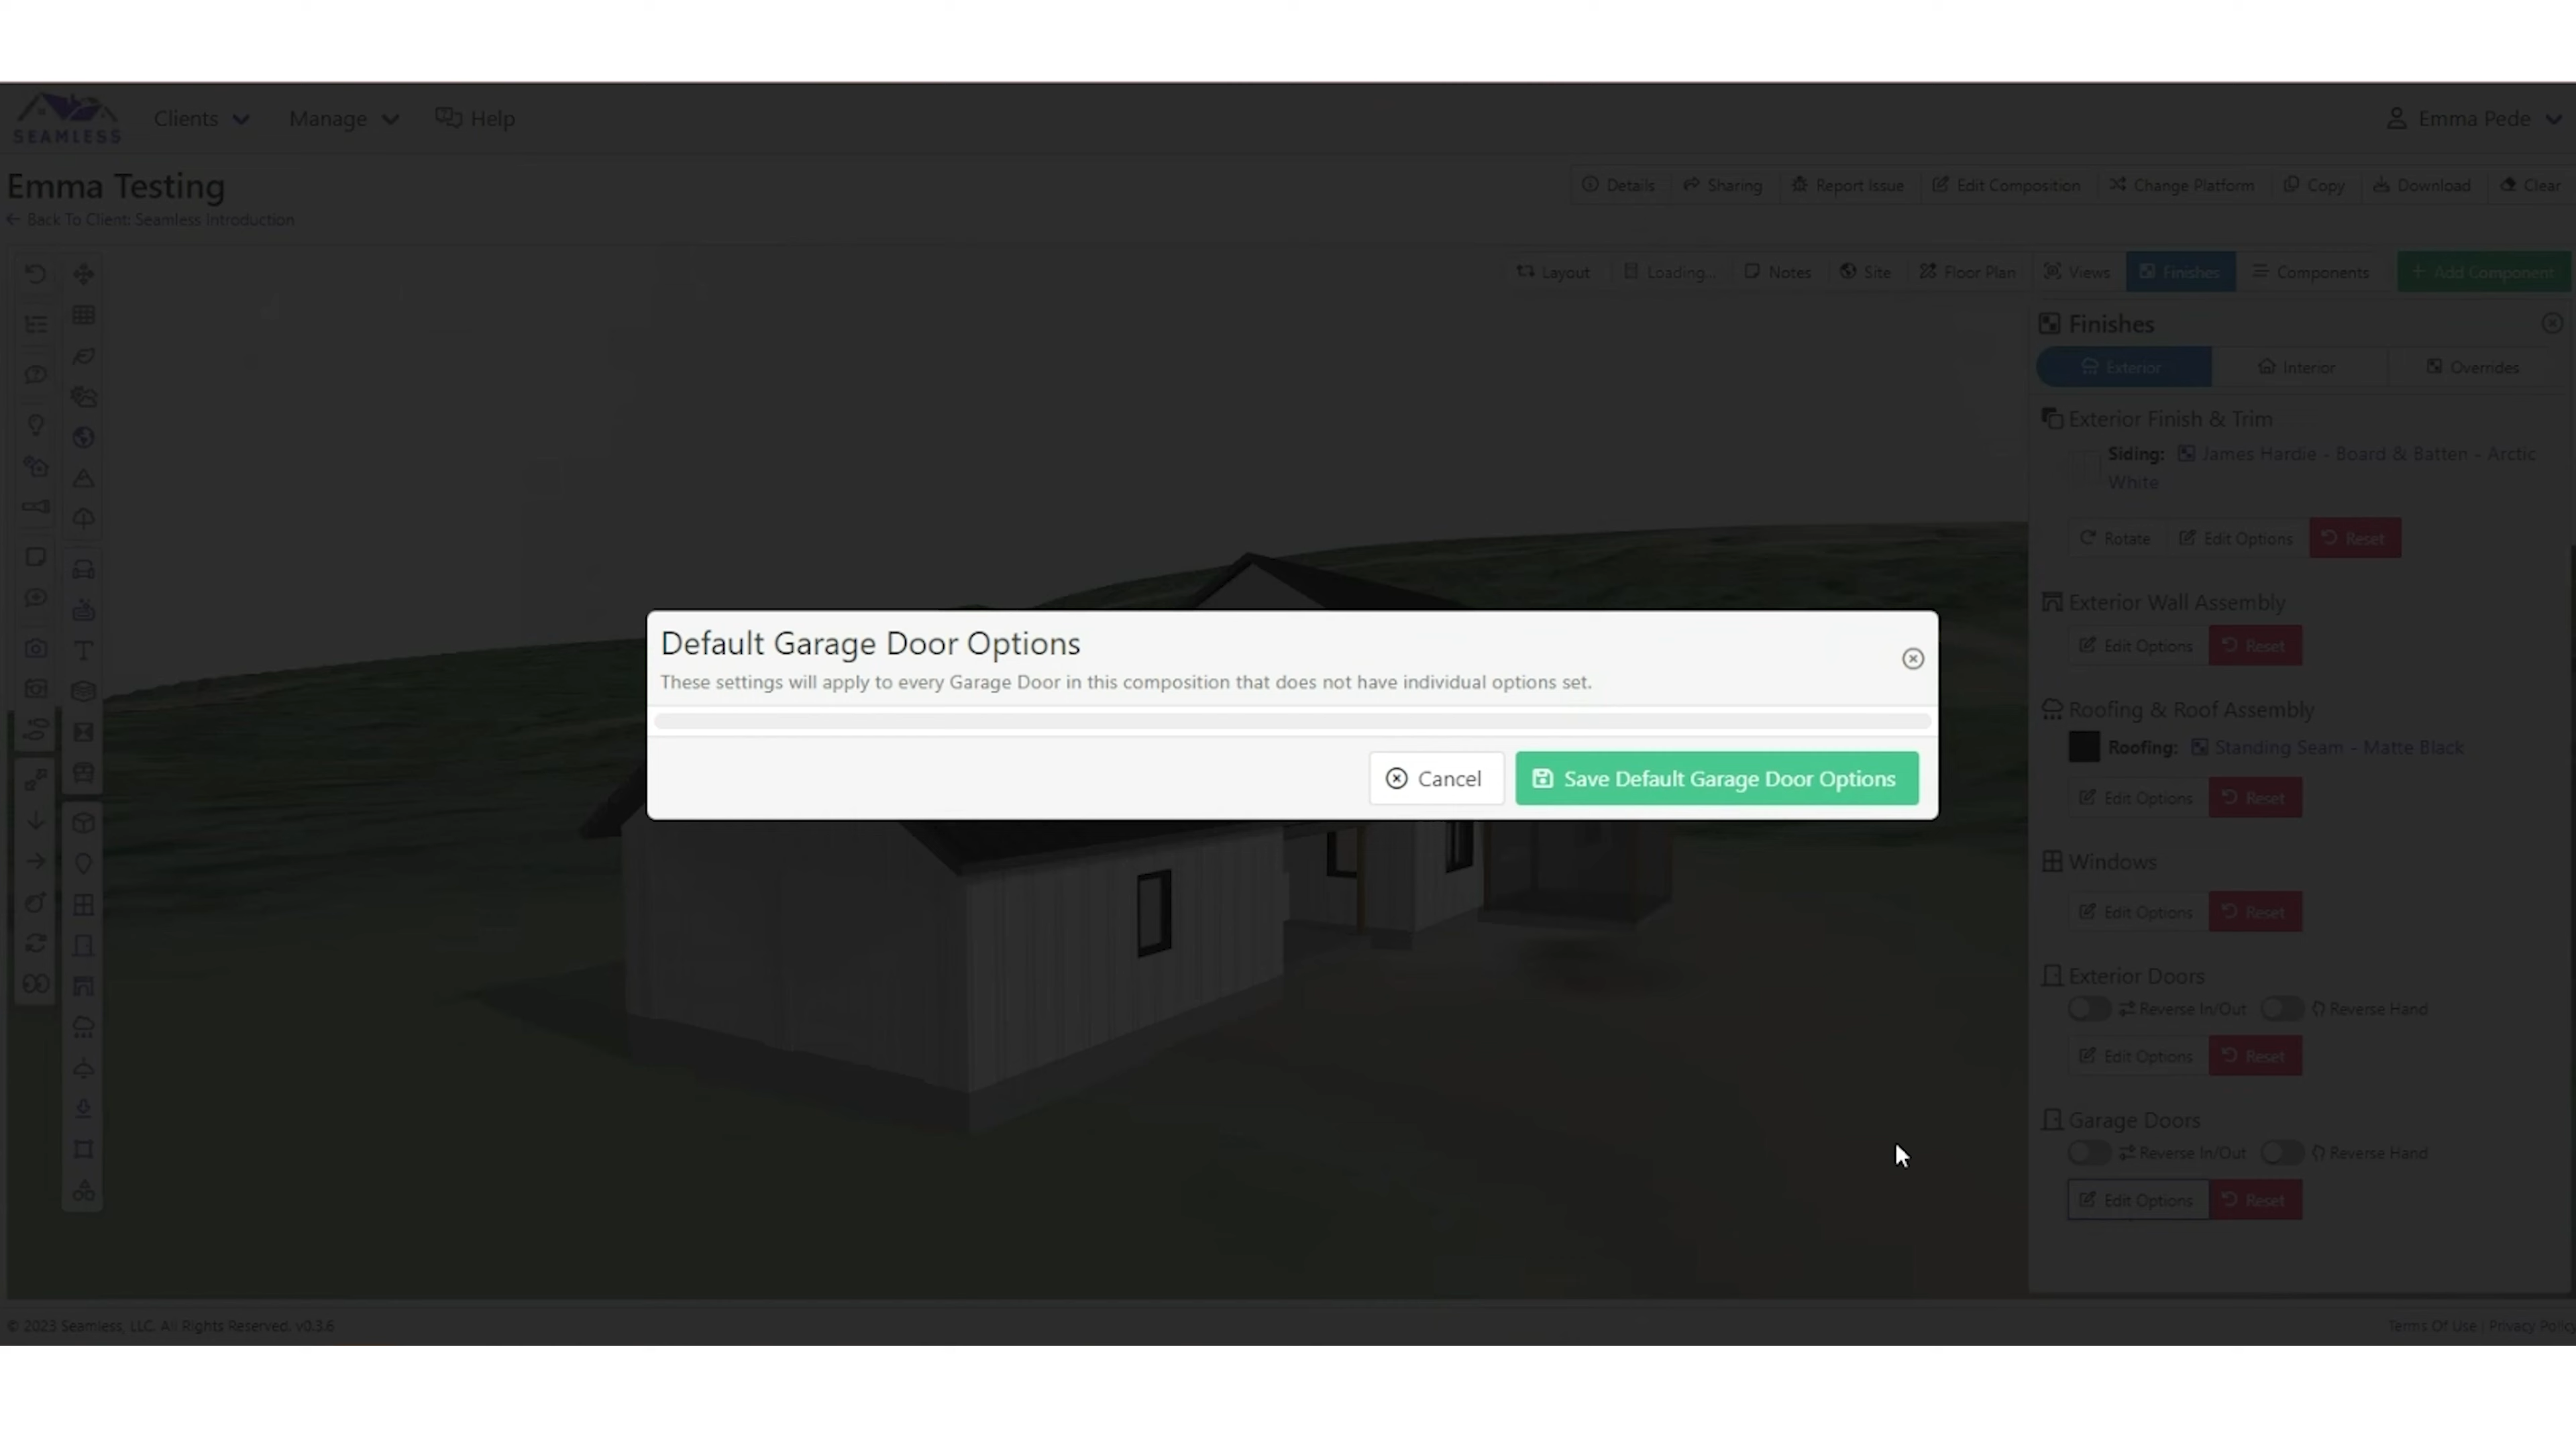 SEAMLESS
Clients
Manage
Help
Emma Pede
Emma Testing
Back To Client: Seamless Introduction
Details
Sharing
Report Issue
Edit Composition
Change Platform
Copy
Download
Clear
Layout
Loading...
Notes
Site
Floor Plan
Views
Finishes
Components
+ Add Component
Finishes
Exterior
Interior
Overrides
Exterior Finish & Trim
Siding: James Hardie - Board & Batten - Arctic
White
Rotate
Edit Options
Reset
Exterior Wall Assembly
Edit Options
Reset
Roofing & Roof Assembly
Roofing: Standing Seam - Matte Black
Edit Options
Reset
Windows
Edit Options
Reset
Exterior Doors
Reverse In/Out
Reverse Hand
Edit Options
Reset
Garage Doors
Reverse In/Out
Reverse Hand
Edit Options
Reset
Default Garage Door Options
These settings will apply to every Garage Door in this composition that does not have individual options set.
Cancel
Save Default Garage Door Options
© 2023 Seamless, LLC. All Rights Reserved. v0.3.6
Terms Of Use | Privacy Policy